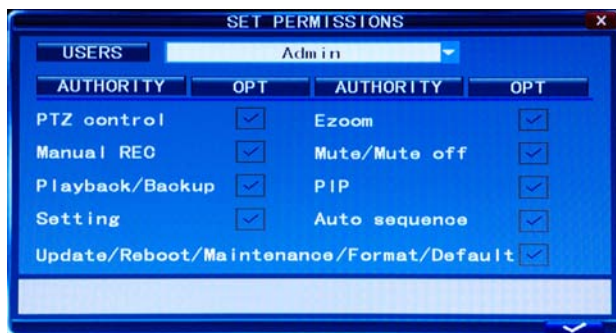 SET PERMISSIONS
USERS Admin
AUTHORITY OPT AUTHORITY OPT
PTZ control Ezoom
Manual REC Mute/Mute off
Playback/Backup PIP
Setting Auto sequence
Update/Reboot/Maintenance/Format/Default